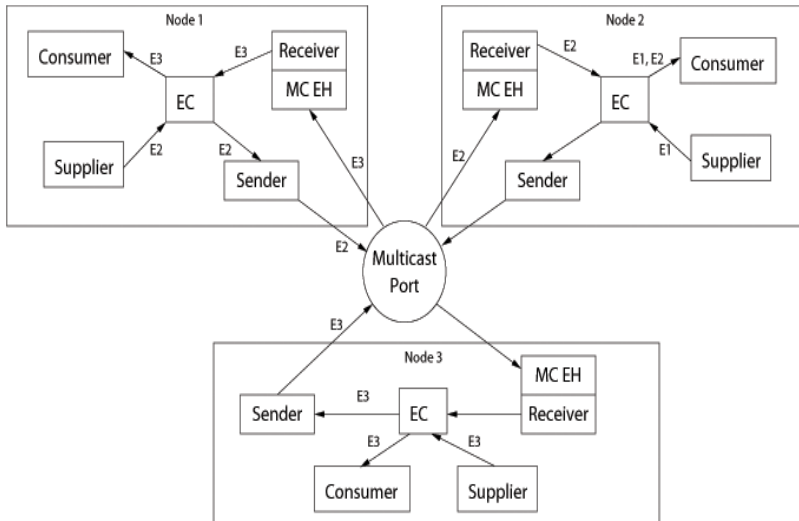 Node 1
Consumer
E3
E3
Receiver
MC EH
EC
Supplier
E2
E2
Sender
E3
E2
Node 2
Receiver
MC EH
E2
E1, E2
Consumer
EC
E1
Supplier
Sender
E2
Multicast
Port
E3
Node 3
MC EH
Receiver
Sender
E3
EC
E3
E3
Consumer
Supplier